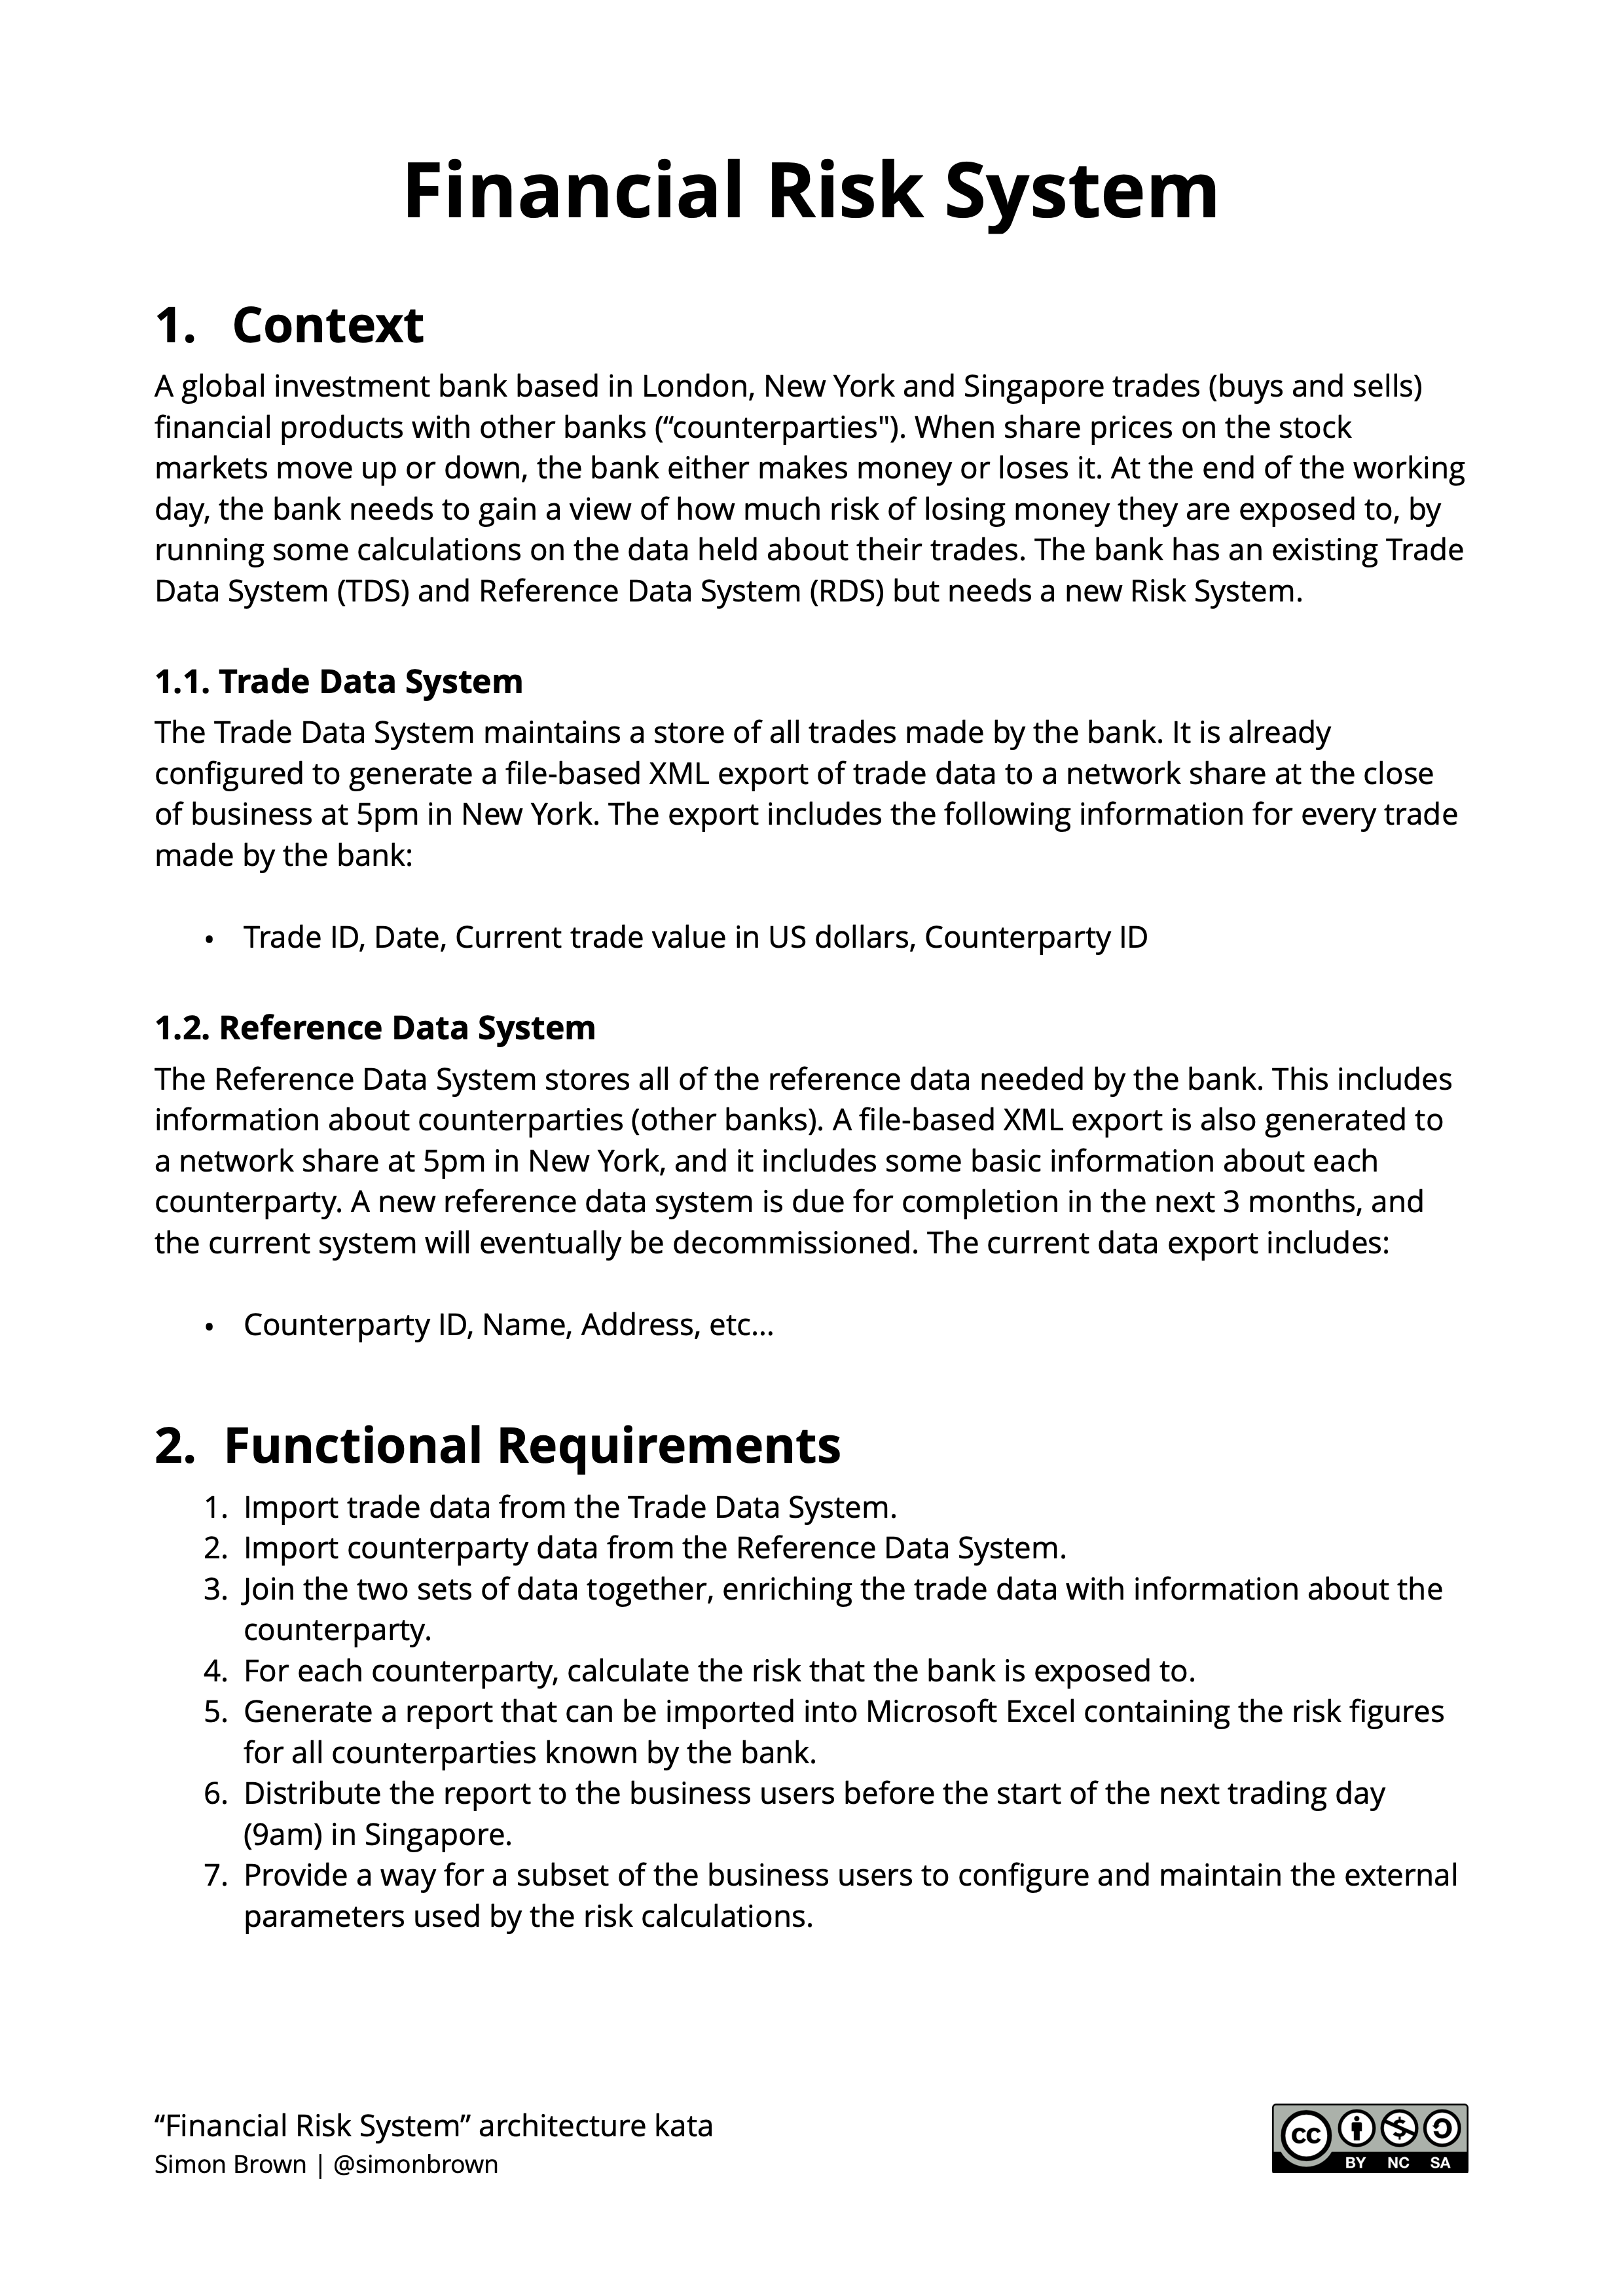 Financial Risk System
1. Context
A global investment bank based in London, New York and Singapore trades (buys and sells)
financial products with other banks (“counterparties"). When share prices on the stock
markets move up or down, the bank either makes money or loses it. At the end of the working
day, the bank needs to gain a view of how much risk of losing money they are exposed to, by
running some calculations on the data held about their trades. The bank has an existing Trade
Data System (TDS) and Reference Data System (RDS) but needs a new Risk System.
1.1. Trade Data System
The Trade Data System maintains a store of all trades made by the bank. It is already
configured to generate a file-based XML export of trade data to a network share at the close
of business at 5pm in New York. The export includes the following information for every trade
made by the bank:
• Trade ID, Date, Current trade value in US dollars, Counterparty ID
1.2. Reference Data System
The Reference Data System stores all of the reference data needed by the bank. This includes
information about counterparties (other banks). A file-based XML export is also generated to
a network share at 5pm in New York, and it includes some basic information about each
counterparty. A new reference data system is due for completion in the next 3 months, and
the current system will eventually be decommissioned. The current data export includes:
• Counterparty ID, Name, Address, etc…
2. Functional Requirements
1. Import trade data from the Trade Data System.
2. Import counterparty data from the Reference Data System.
3. Join the two sets of data together, enriching the trade data with information about the
counterparty.
4. For each counterparty, calculate the risk that the bank is exposed to.
5. Generate a report that can be imported into Microsoft Excel containing the risk figures
for all counterparties known by the bank.
6. Distribute the report to the business users before the start of the next trading day
(9am) in Singapore.
7. Provide a way for a subset of the business users to configure and maintain the external
parameters used by the risk calculations.
“Financial Risk System” architecture kata
Simon Brown | @simonbrown
CC
BY NC SA